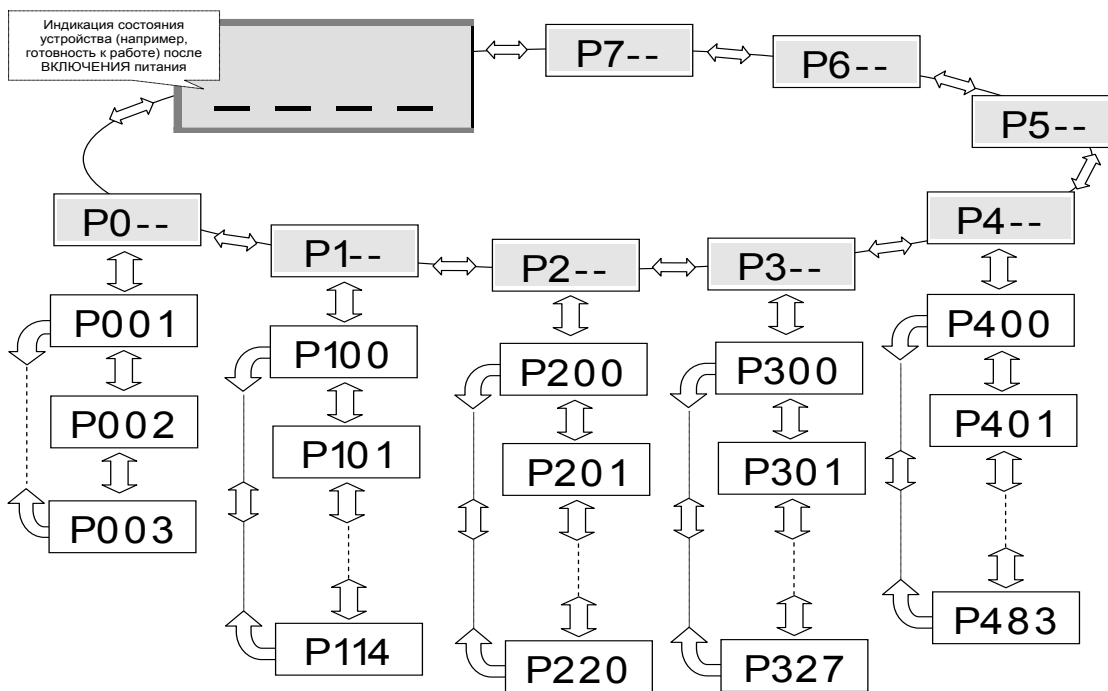 Индикация состояния
устройства (например,
готовность к работе) после
ВКЛЮЧЕНИЯ питания
_ _ _ _
P7--
P6--
P5--
P0--
P1--
P2--
P3--
P4--
P001
P002
P003
P100
P101
P114
P200
P201
P220
P300
P301
P327
P400
P401
P483